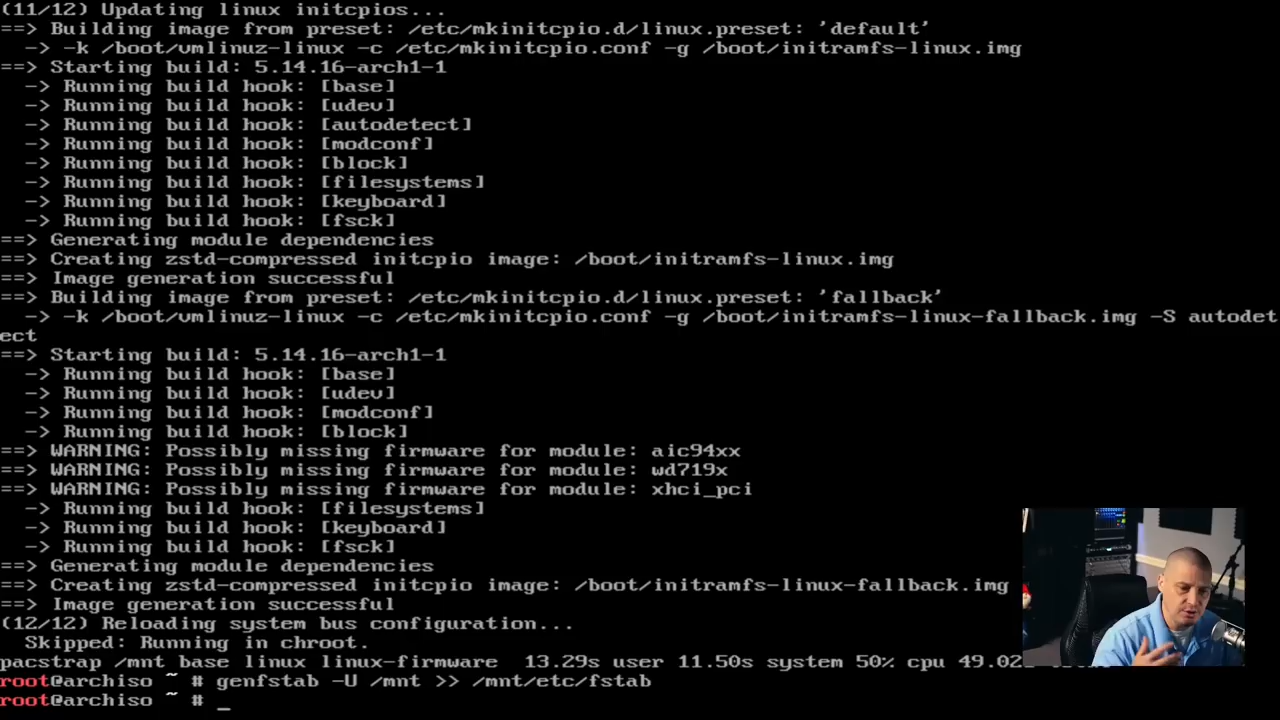 (11/12) Updating linux initcpios...
==> Building image from preset: /etc/mkinitcpio.d/linux.preset: 'default'
  -> -k /boot/vmlinuz-linux -c /etc/mkinitcpio.conf -g /boot/initramfs-linux.img
==> Starting build: 5.14.16-arch1-1
  -> Running build hook: [base]
  -> Running build hook: [udev]
  -> Running build hook: [autodetect]
  -> Running build hook: [modconf]
  -> Running build hook: [block]
  -> Running build hook: [filesystems]
  -> Running build hook: [keyboard]
  -> Running build hook: [fsck]
==> Generating module dependencies
==> Creating zstd-compressed initcpio image: /boot/initramfs-linux.img
==> Image generation successful
==> Building image from preset: /etc/mkinitcpio.d/linux.preset: 'fallback'
  -> -k /boot/vmlinuz-linux -c /etc/mkinitcpio.conf -g /boot/initramfs-linux-fallback.img -S autodet
ect
==> Starting build: 5.14.16-arch1-1
  -> Running build hook: [base]
  -> Running build hook: [udev]
  -> Running build hook: [modconf]
  -> Running build hook: [block]
==> WARNING: Possibly missing firmware for module: aic94xx
==> WARNING: Possibly missing firmware for module: wd719x
==> WARNING: Possibly missing firmware for module: xhci_pci
  -> Running build hook: [filesystems]
  -> Running build hook: [keyboard]
  -> Running build hook: [fsck]
==> Generating module dependencies
==> Creating zstd-compressed initcpio image: /boot/initramfs-linux-fallback.img
==> Image generation successful
(12/12) Reloading system bus configuration...
  Skipped: Running in chroot.
pacstrap /mnt base linux linux-firmware  13.29s user 11.50s system 50% cpu 49.02
root@archiso ~ # genfstab -U /mnt >> /mnt/etc/fstab
root@archiso ~ # _